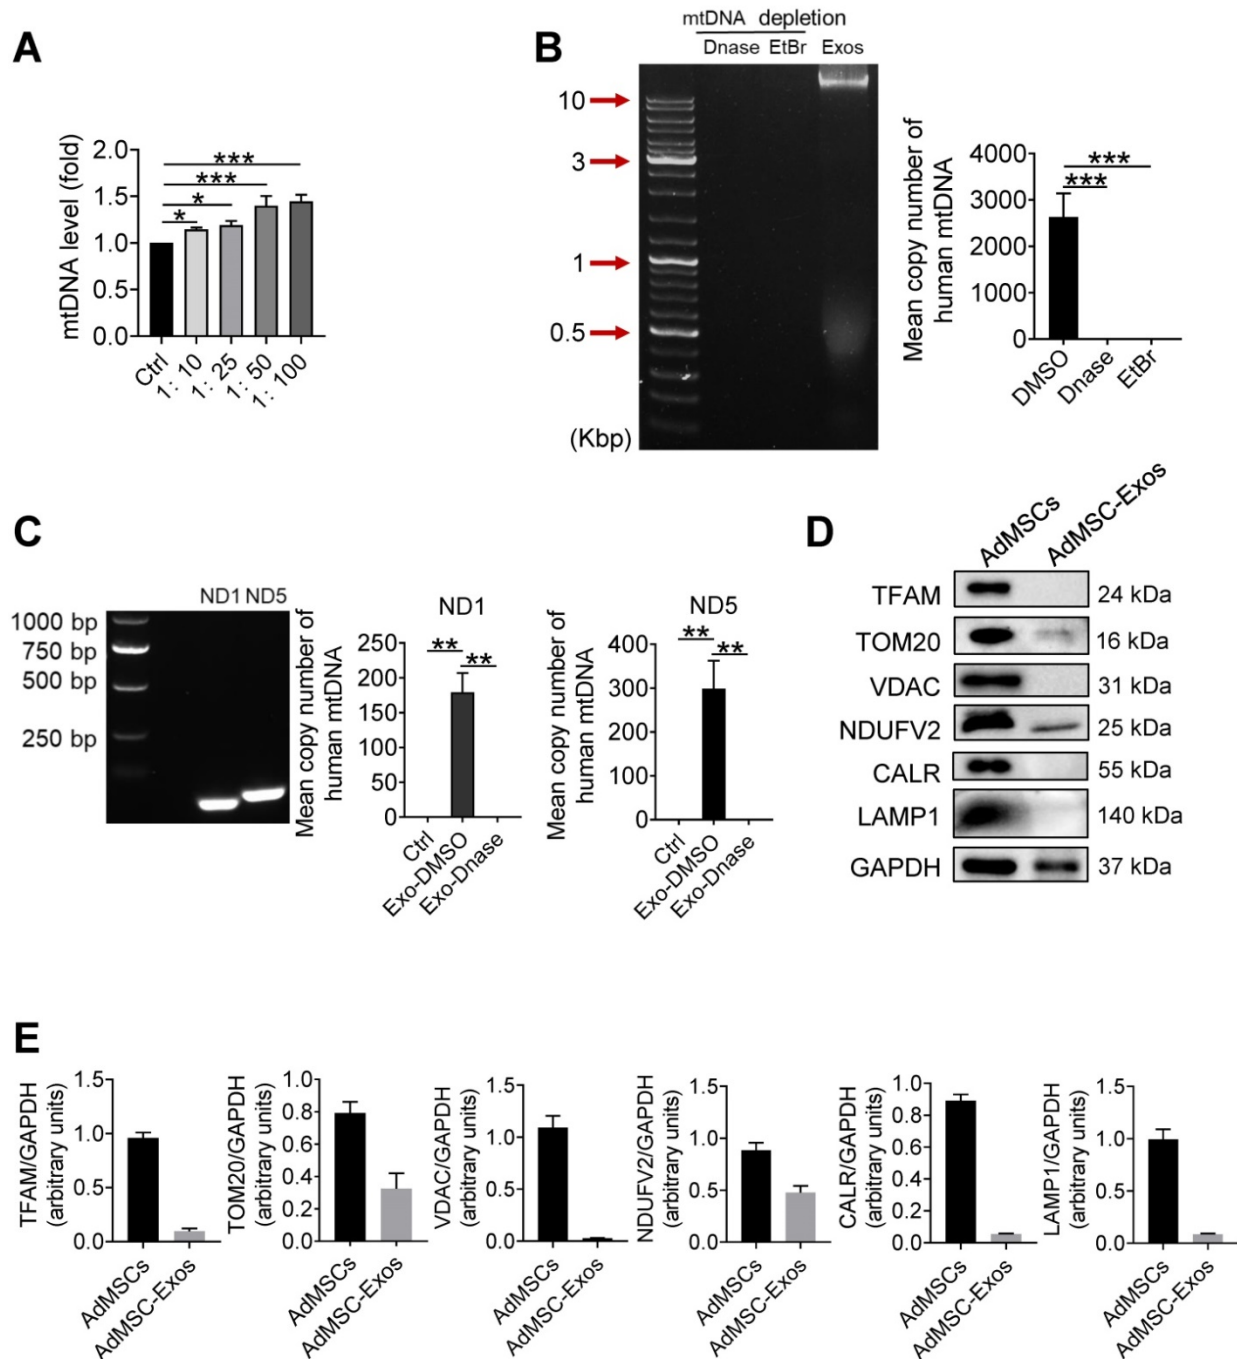 A
mtDNA level (fold)
2.0
1.5
1.0
0.5
0.0
***
***
*
*
Ctrl
1: 10
1: 25
1: 50
1: 100
B
mtDNA depletion
Dnase EtBr Exos
10
3
1
0.5
(Kbp)
Mean copy number of
human mtDNA
4000
3000
2000
1000
0
***
***
DMSO
Dnase
EtBr
C
ND1 ND5
1000 bp
750 bp
500 bp
250 bp
ND1
Mean copy number of
human mtDNA
250
200
150
100
50
0
**
**
Ctrl
Exo-DMSO
Exo-Dnase
ND5
Mean copy number of
human mtDNA
400
300
200
100
0
**
**
Ctrl
Exo-DMSO
Exo-Dnase
D
AdMSCs
AdMSC-Exos
TFAM 24 kDa
TOM20 16 kDa
VDAC 31 kDa
NDUFV2 25 kDa
CALR 55 kDa
LAMP1 140 kDa
GAPDH 37 kDa
E
TFAM/GAPDH
(arbitrary units)
1.5
1.0
0.5
0.0
AdMSCs
AdMSC-Exos
TOM20/GAPDH
(arbitrary units)
1.0
0.8
0.6
0.4
0.2
0.0
AdMSCs
AdMSC-Exos
VDAC/GAPDH
(arbitrary units)
1.5
1.0
0.5
0.0
AdMSCs
AdMSC-Exos
NDUFV2/GAPDH
(arbitrary units)
1.5
1.0
0.5
0.0
AdMSCs
AdMSC-Exos
CALR/GAPDH
(arbitrary units)
1.0
0.8
0.6
0.4
0.2
0.0
AdMSCs
AdMSC-Exos
LAMP1/GAPDH
(arbitrary units)
1.5
1.0
0.5
0.0
AdMSCs
AdMSC-Exos